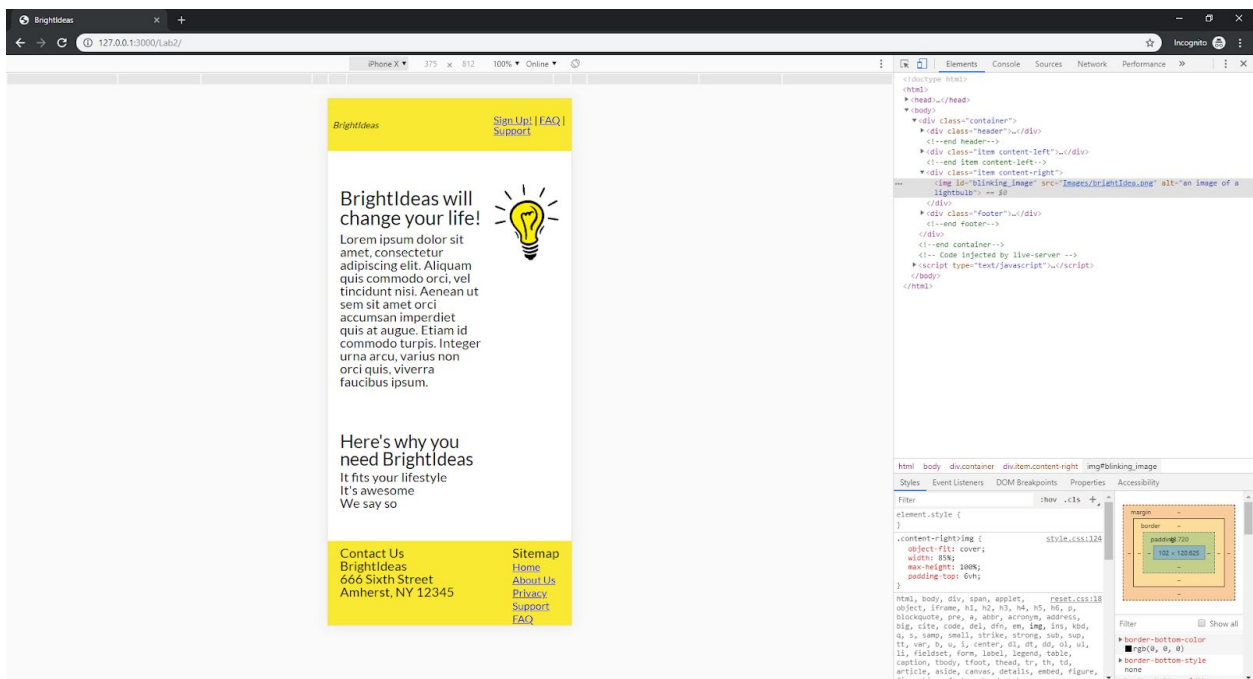 BrightIdeas
127.0.0.1:3000/Lab2/
Incognito
iPhone X ▼ 375 x 812 100% ▼ Online ▼
BrightIdeas
Sign Up! | FAQ |
Support
BrightIdeas will
change your life!
Lorem ipsum dolor sit
amet, consectetur
adipiscing elit. Aliquam
quis commodo orci, vel
tincidunt nisi. Aenean ut
sem sit amet orci
accumsan imperdiet
quis at augue. Etiam id
commodo turpis. Integer
urna arcu, varius non
orci quis, viverra
faucibus ipsum.
Here's why you
need BrightIdeas
It fits your lifestyle
It's awesome
We say so
Contact Us
BrightIdeas
666 Sixth Street
Amherst, NY 12345
Sitemap
Home
About Us
Privacy
Support
FAQ
Elements Console Sources Network Performance »
<!doctype html>
<html>
▶<head>…</head>
▼<body>
▼<div class="container">
▶<div class="header">…</div>
<!--end header-->
▶<div class="item content-left">…</div>
<!--end item content-left-->
▼<div class="item content-right">
<img id="blinking_image" src="Images/brightIdea.png" alt="an image of a
lightbulb"> == $0
</div>
▶<div class="footer">…</div>
<!--end footer-->
</div>
<!--end container-->
<!-- Code injected by live-server -->
▶<script type="text/javascript">…</script>
</body>
</html>
html body div.container div.item.content-right img#blinking_image
Styles Event Listeners DOM Breakpoints Properties Accessibility
Filter :hov .cls +
element.style {
}
.content-right>img { style.css:124
object-fit: cover;
width: 85%;
max-height: 100%;
padding-top: 6vh;
}
html, body, div, span, applet, reset.css:18
object, iframe, h1, h2, h3, h4, h5, h6, p,
blockquote, pre, a, abbr, acronym, address,
big, cite, code, del, dfn, em, img, ins, kbd,
q, s, samp, small, strike, strong, sub, sup,
tt, var, b, u, i, center, dl, dt, dd, ol, ul,
li, fieldset, form, label, legend, table,
caption, tbody, tfoot, thead, tr, th, td,
article, aside, canvas, details, embed, figure,
margin -
border -
102 × 120.625
Filter Show all
▶border-bottom-color
rgb(0, 0, 0)
▶border-bottom-style
none